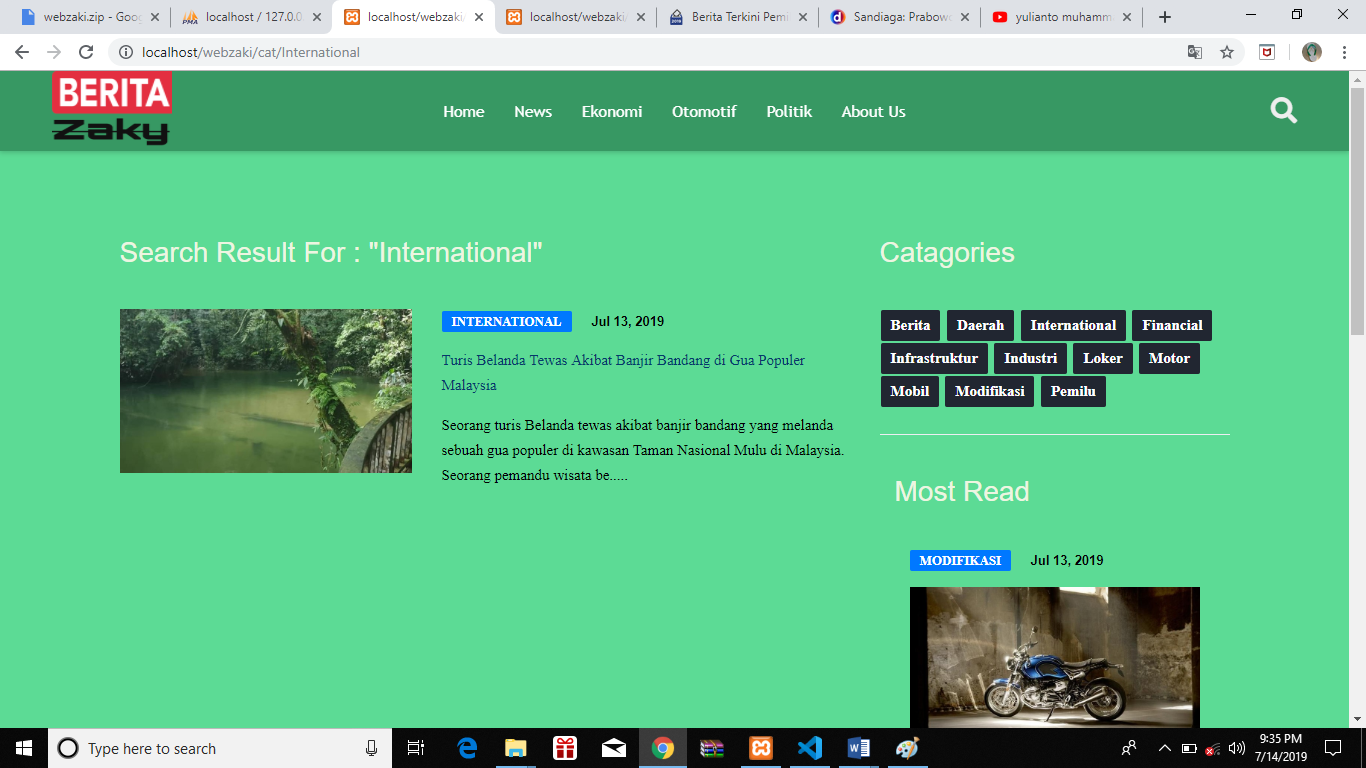 webzaki.zip - Goo
localhost / 127.0.0.
localhost/webzaki/
localhost/webzaki/
Berita Terkini Pemi
Sandiaga: Prabowo
yulianto muhamm
localhost/webzaki/cat/International
BERITA
Zaky
Home News Ekonomi Otomotif Politik About Us
Search Result For : "International"
INTERNATIONAL Jul 13, 2019
Turis Belanda Tewas Akibat Banjir Bandang di Gua Populer
Malaysia
Seorang turis Belanda tewas akibat banjir bandang yang melanda
sebuah gua populer di kawasan Taman Nasional Mulu di Malaysia.
Seorang pemandu wisata be.....
Catagories
Berita Daerah International Financial
Infrastruktur Industri Loker Motor
Mobil Modifikasi Pemilu
Most Read
MODIFIKASI Jul 13, 2019
Type here to search
9:35 PM
7/14/2019